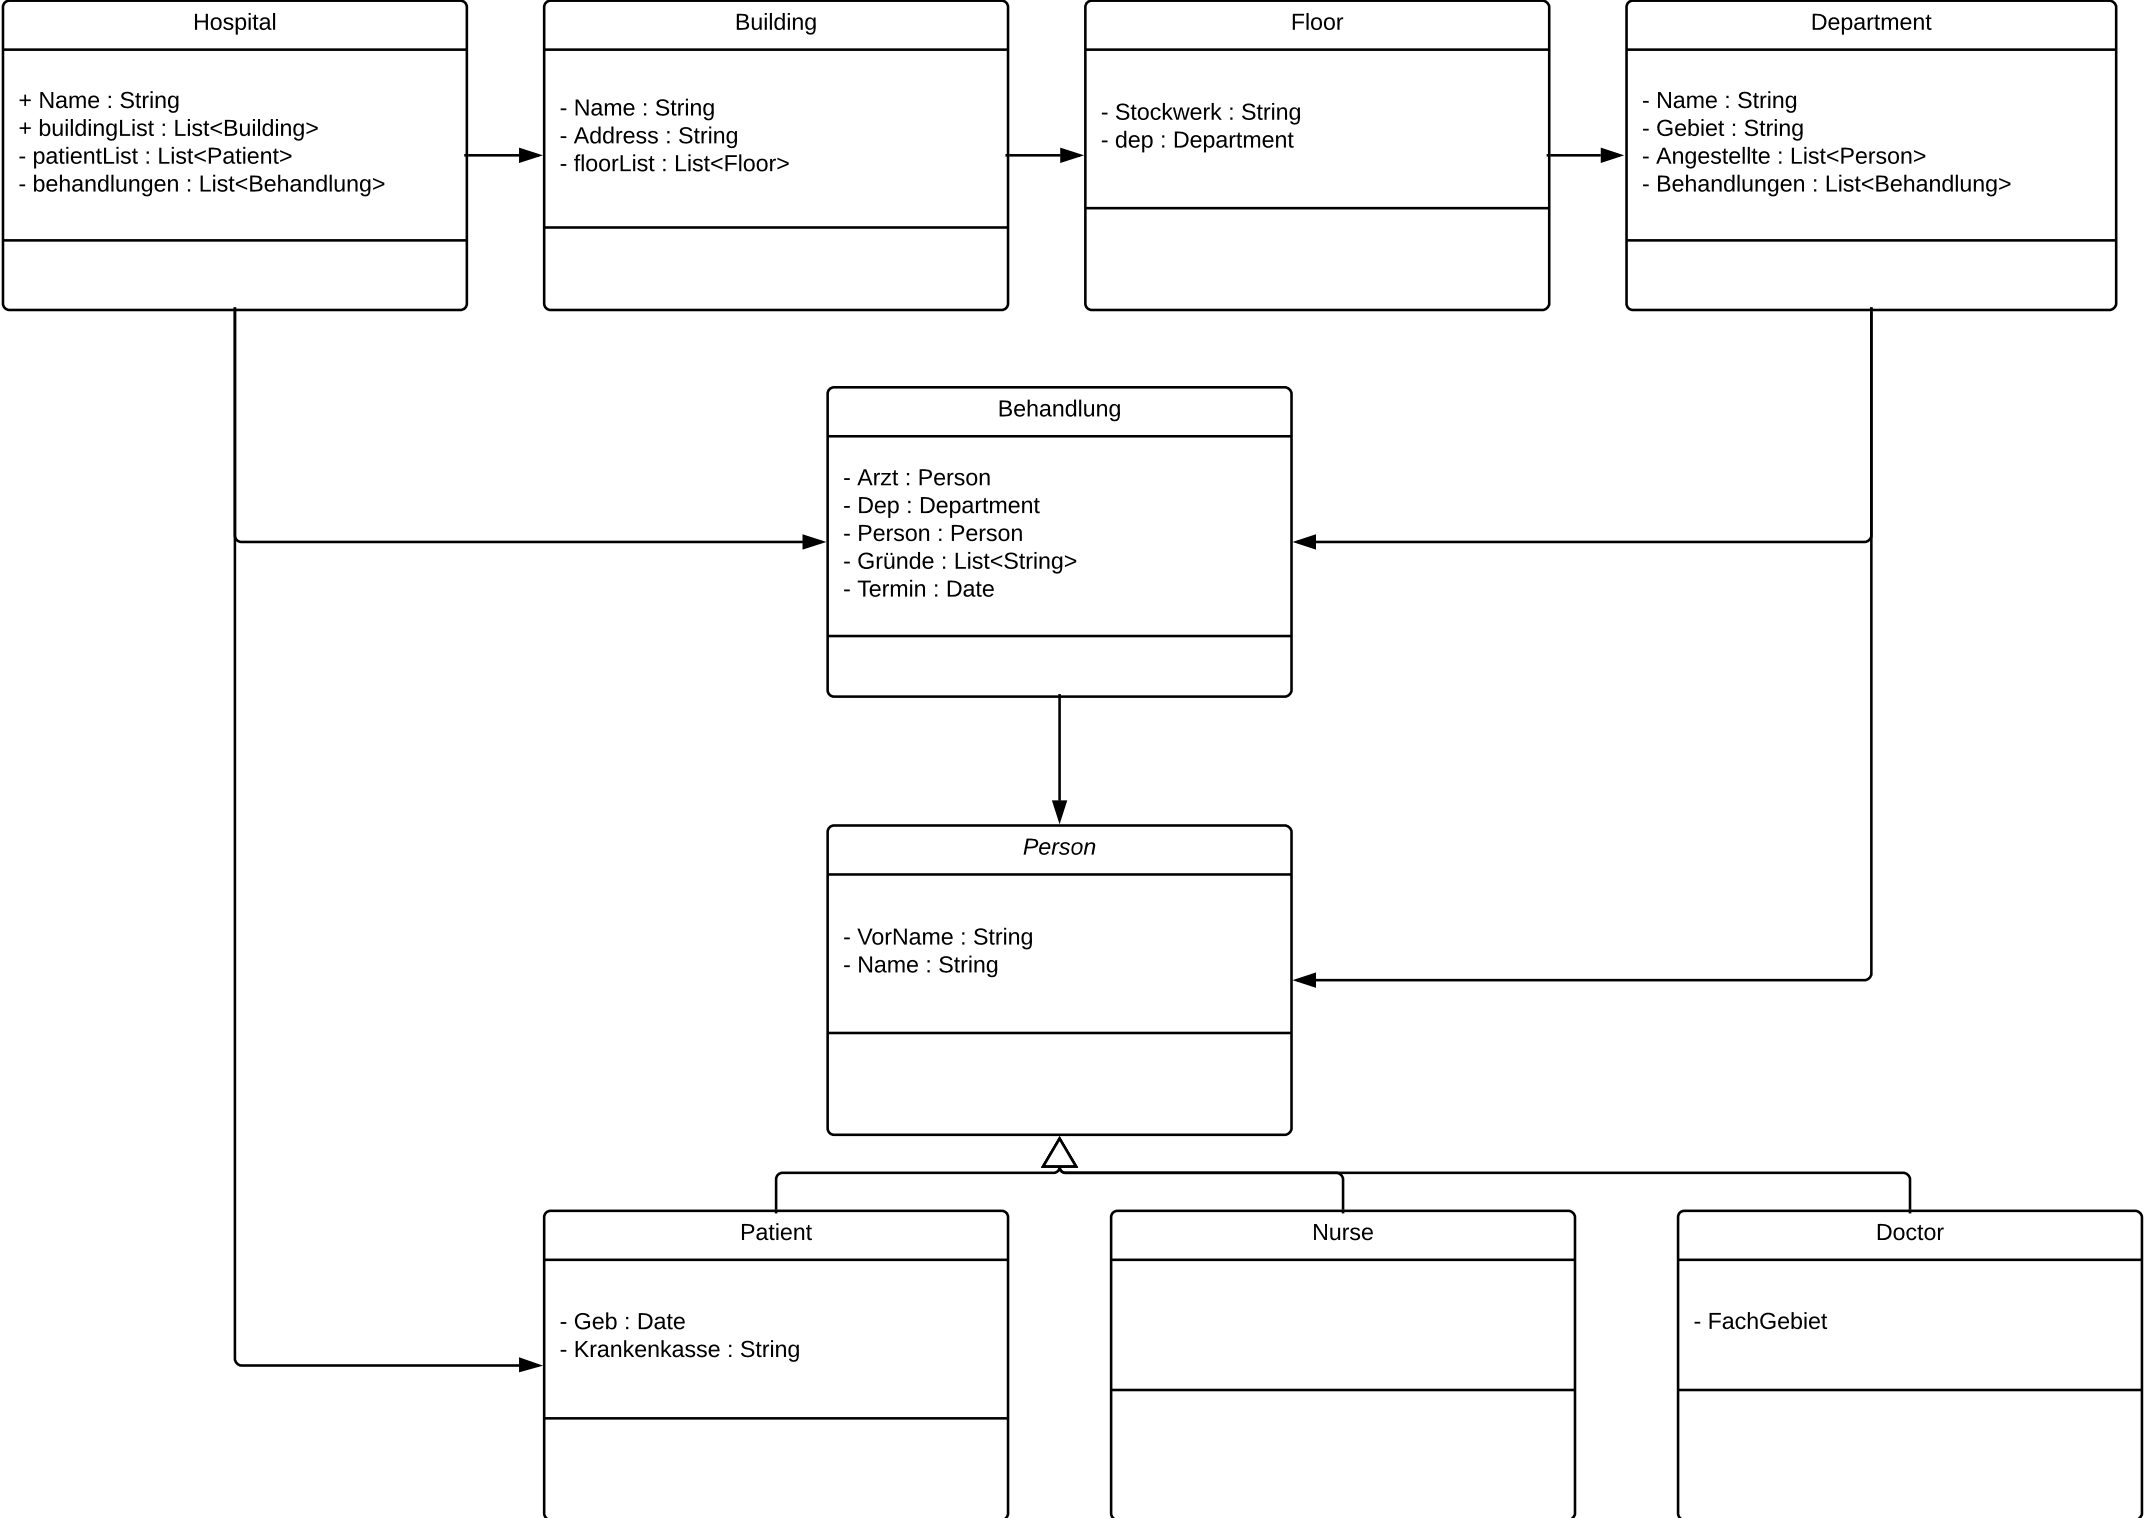 Hospital
+ Name : String
+ buildingList : List<Building>
- patientList : List<Patient>
- behandlungen : List<Behandlung>
Building
- Name : String
- Address : String
- floorList : List<Floor>
Floor
- Stockwerk : String
- dep : Department
Department
- Name : String
- Gebiet : String
- Angestellte : List<Person>
- Behandlungen : List<Behandlung>
Behandlung
- Arzt : Person
- Dep : Department
- Person : Person
- Gründe : List<String>
- Termin : Date
Person
- VorName : String
- Name : String
Patient
- Geb : Date
- Krankenkasse : String
Nurse
Doctor
- FachGebiet